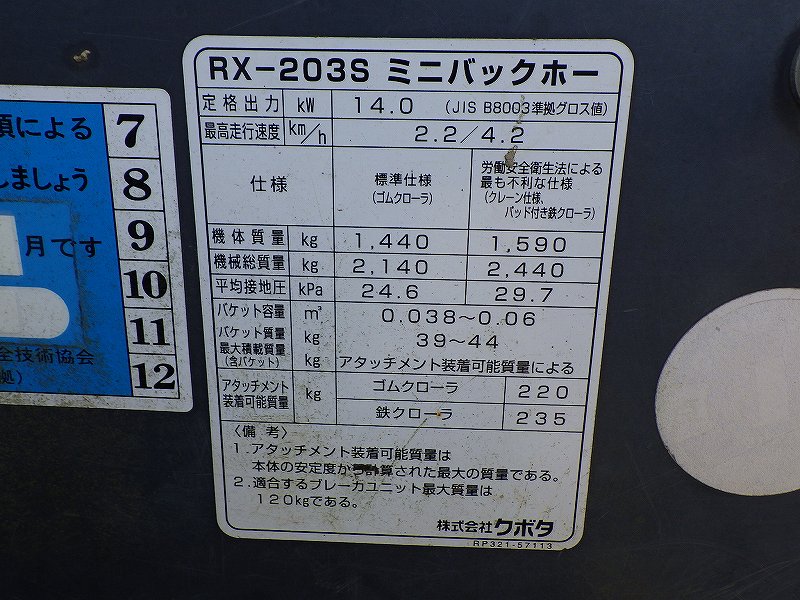 RX-203S ミニバックホー
定格出力 kW 14.0 (JIS B8003準拠グロス値)
最高走行速度 km/h 2.2/4.2
仕様 標準仕様 (ゴムクローラ)
労働安全衛生法による
最も不利な仕様
(クレーン仕様、
パッド付き鉄クローラ)
機体質量 kg 1,440 1,590
機械総質量 kg 2,140 2,440
平均接地圧 kPa 24.6 29.7
バケット容量 m³ 0.038~0.06
バケット質量 kg 39~44
最大積載質量 (含バケット) kg アタッチメント装着可能質量による
アタッチメント
装着可能質量 kg ゴムクローラ 220
鉄クローラ 235
〈備考〉
1.アタッチメント装着可能質量は
本体の安定度から計算された最大の質量である。
2.適合するブレーカユニット最大質量は
120kgである。
株式会社クボタ
RP321-57113
による 7
しましょう 8
月です 9
10
11
全技術協会
拠) 12